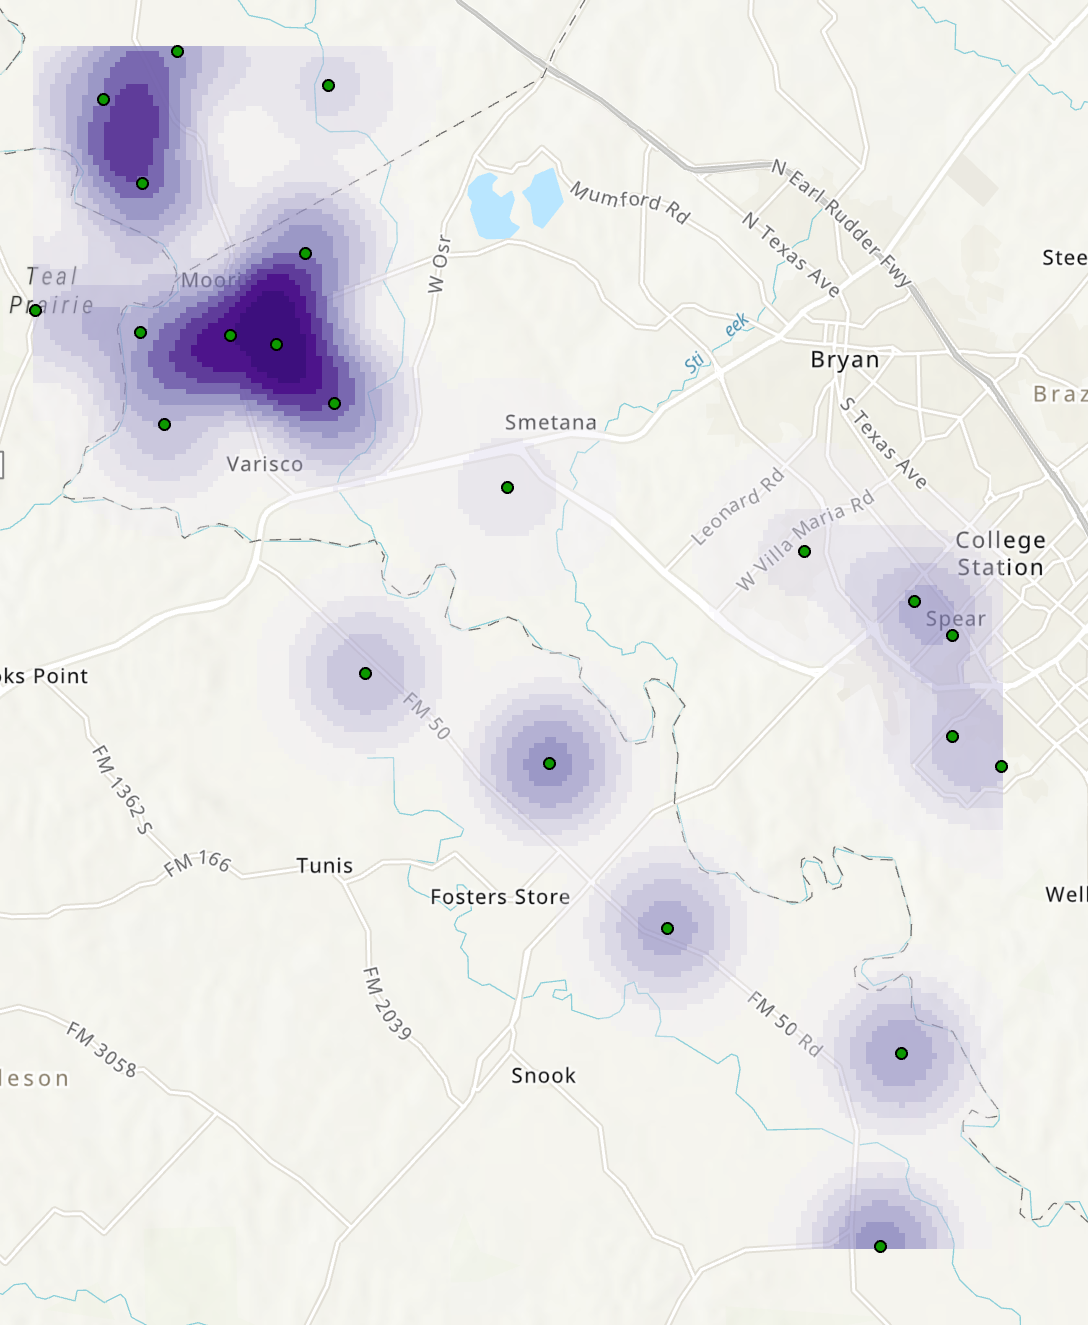 N Earl Rudder Fwy
Mumford Rd
N Texas Ave
W Osr
Stee
Teal
Prairie
eek
Sti
Bryan
Braz
S Texas Ave
Smetana
Varisco
Leonard Rd
W Villa Maria Rd
College
Station
Spear
oks Point
FM 50
FM 1362 S
FM 166
Tunis
Fosters Store
Well
FM 2039
FM 50 Rd
FM 3058
leson
Snook